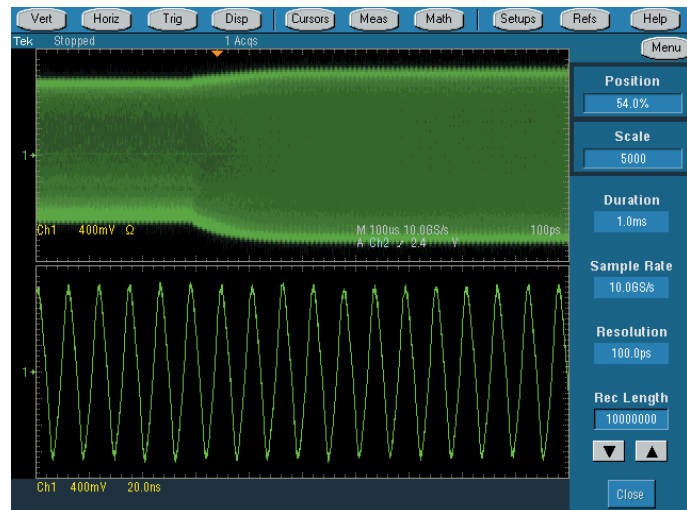 Vert Horiz Trig Disp Cursors Meas Math Setups Refs Help
Tek Stopped 1 Acqs
Menu
Position
54.0%
Scale
5000
Duration
1.0ms
Sample Rate
10.0GS/s
Resolution
100.0ps
Rec Length
10000000
Close
1
Ch1 400mV Ω
M 100us 10.0GS/s 100ps
A Ch2 2.4 V
1
Ch1 400mV 20.0ns